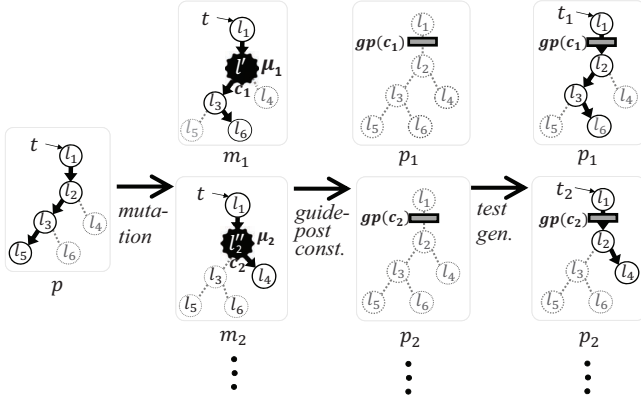 t
l₁
l'
μ₁
c₁
l₃
l₄
l₅
l₆
m₁
l₁
gp(c₁)
l₂
l₃
l₄
l₅
l₆
p₁
t₁
l₁
gp(c₁)
l₂
l₃
l₄
l₅
l₆
p₁
t
l₁
l₂
l₃
l₄
l₅
l₆
p
muta-
tion
t
l₁
l''₂
μ₂
c₂
l₃
l₄
l₅
l₆
m₂
guide-
post
const.
l₁
gp(c₂)
l₂
l₃
l₄
l₅
l₆
p₂
test
gen.
t₂
l₁
gp(c₂)
l₂
l₃
l₄
l₅
l₆
p₂